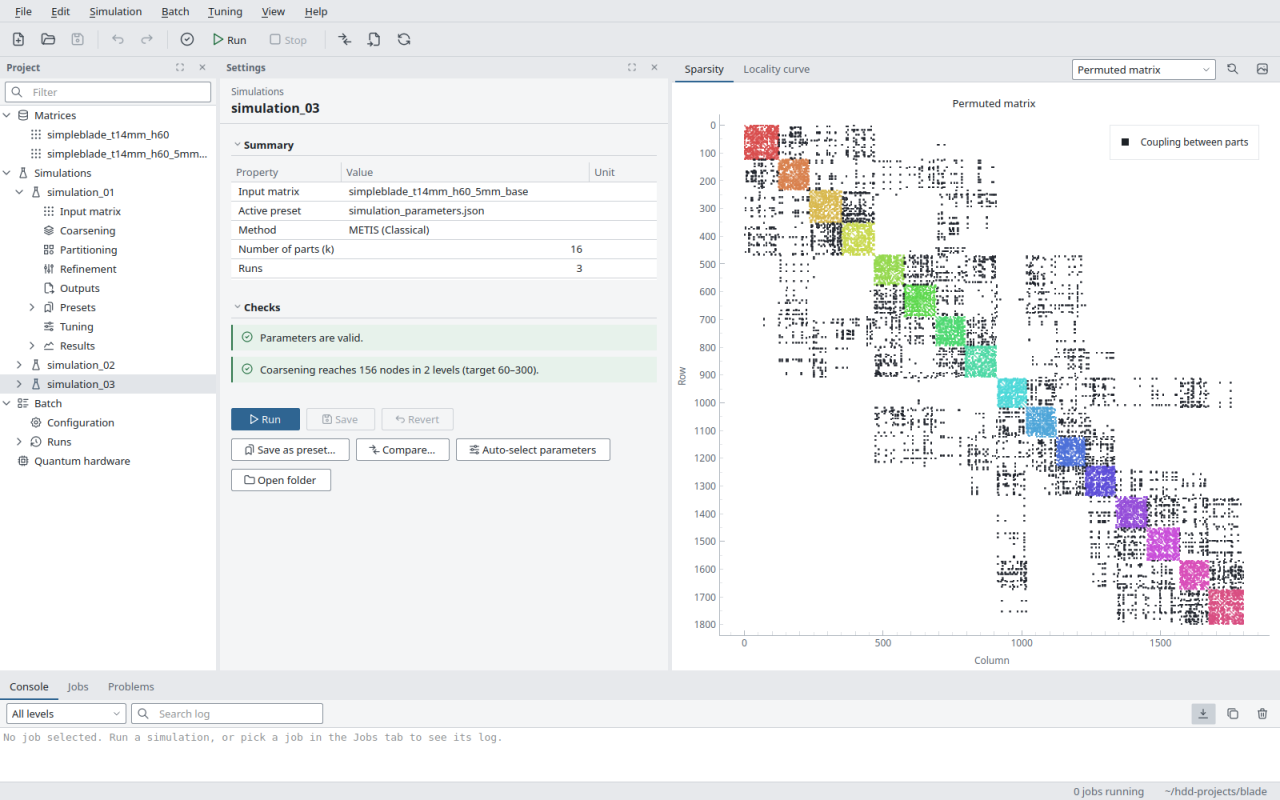 File Edit Simulation Batch Tuning View Help
Run Stop
Project
Filter
Matrices
simpleblade_t14mm_h60
simpleblade_t14mm_h60_5mm...
Simulations
simulation_01
Input matrix
Coarsening
Partitioning
Refinement
Outputs
Presets
Tuning
Results
simulation_02
simulation_03
Batch
Configuration
Runs
Quantum hardware
Settings
Simulations
simulation_03
Summary
Property Value Unit
Input matrix simpleblade_t14mm_h60_5mm_base
Active preset simulation_parameters.json
Method METIS (Classical)
Number of parts (k) 16
Runs 3
Checks
Parameters are valid.
Coarsening reaches 156 nodes in 2 levels (target 60–300).
Run Save Revert
Save as preset... Compare... Auto-select parameters
Open folder
Sparsity Locality curve Permuted matrix
Permuted matrix
Coupling between parts
Row
0
100
200
300
400
500
600
700
800
900
1000
1100
1200
1300
1400
1500
1600
1700
1800
0 500 1000 1500
Column
Console Jobs Problems
All levels Search log
No job selected. Run a simulation, or pick a job in the Jobs tab to see its log.
0 jobs running ~/hdd-projects/blade